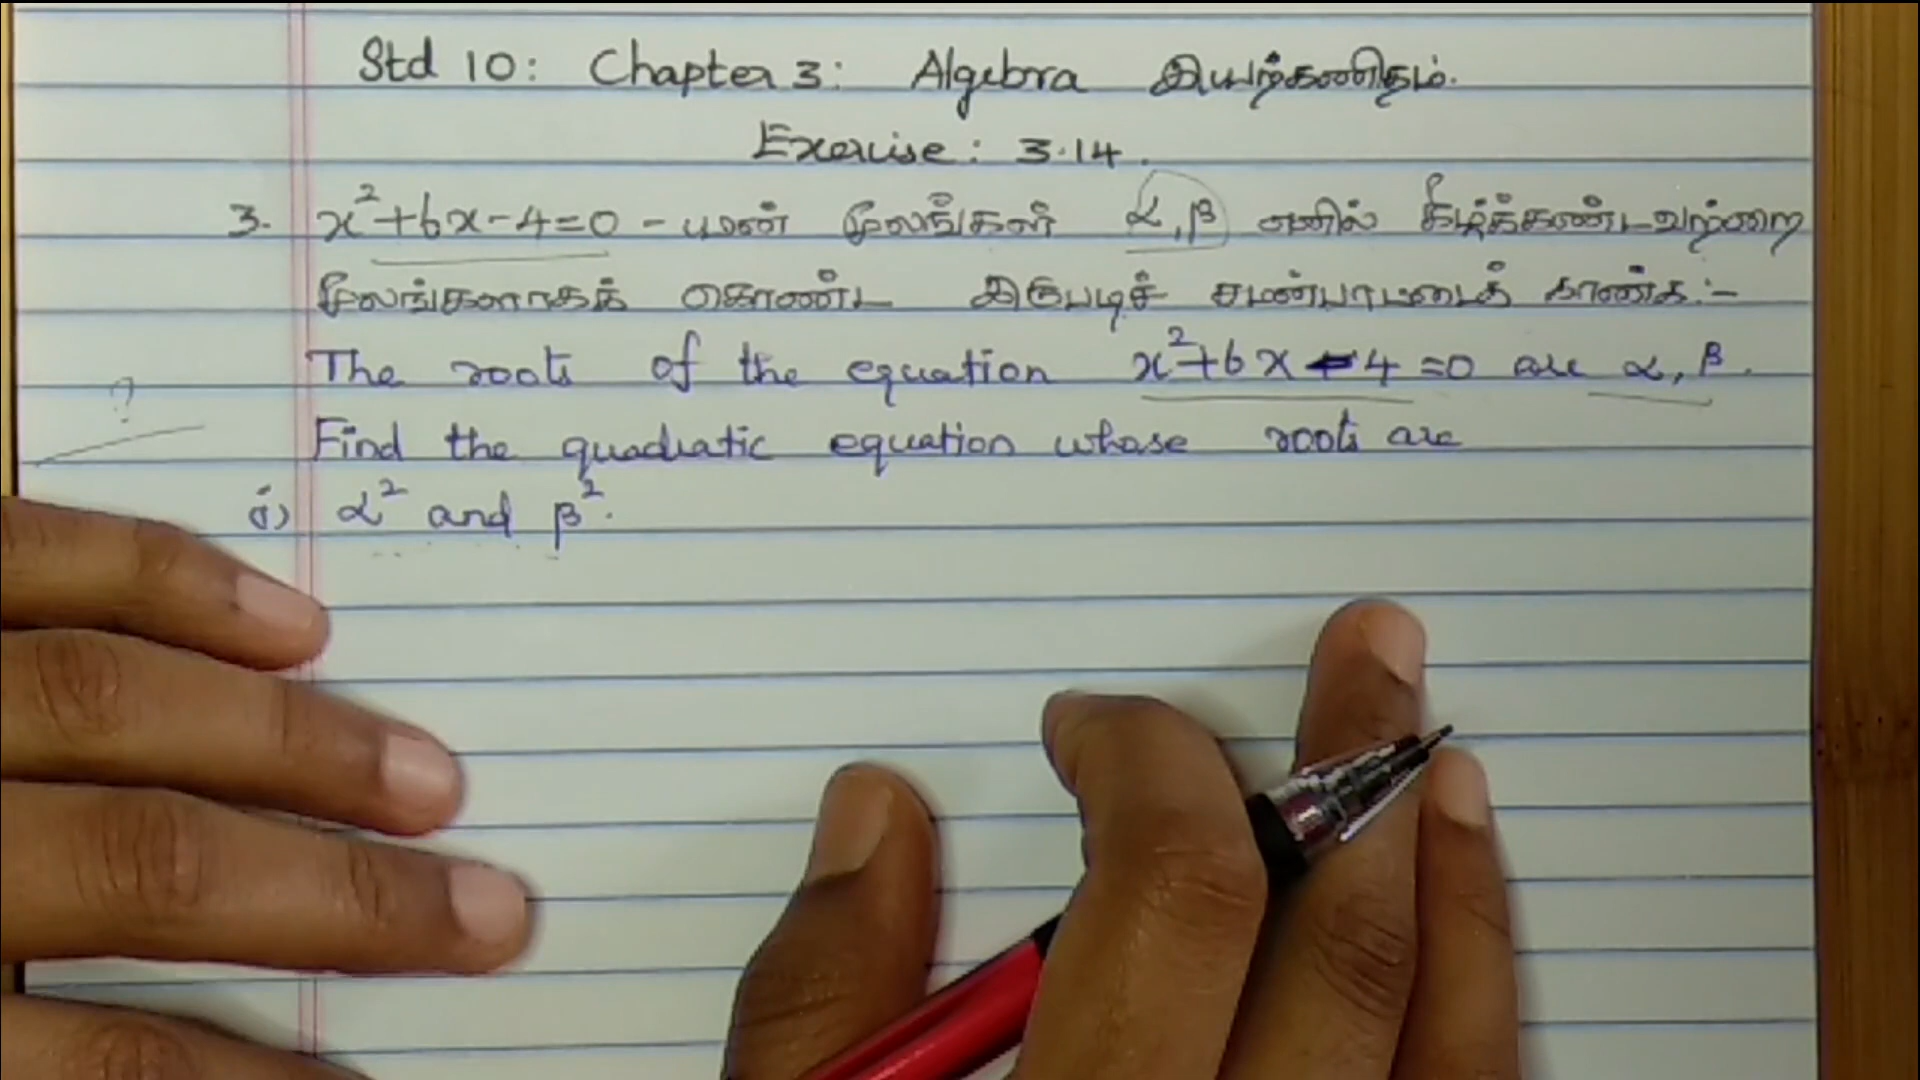 Std 10: Chapter 3: Algebra இயற்கணிதம்.
Exercise: 3.14.
3. x²+6x-4=0 - யின் மூலங்கள் α, β எனில் கீழ்க்கண்டவற்றை
மூலங்களாகக் கொண்ட இருபடிச் சமன்பாட்டைக் காண்க:-
The roots of the equation x²+6x-4=0 are α, β.
?
Find the quadratic equation whose roots are
i) α² and β².